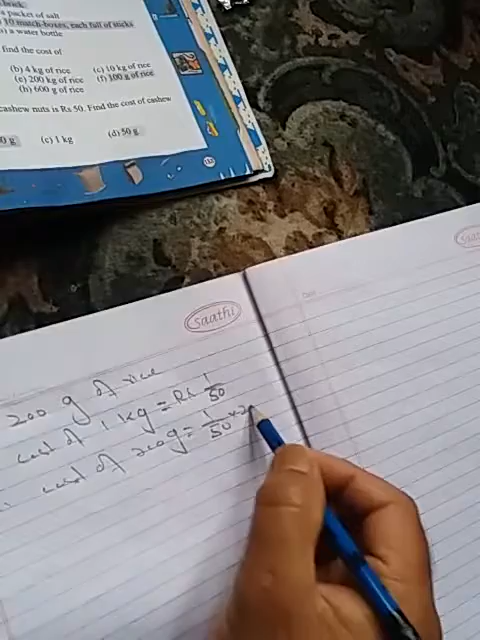 a packet of salt
10 match-boxes, each full of sticks
a water bottle
find the cost of
(b) 4 kg of rice (c) 10 kg of rice
(e) 200 kg of rice (f) 100 g of rice
(h) 600 g of rice
cashew nuts is Rs 50. Find the cost of cashew
0 g (c) 1 kg (d) 50 g
saathi
200 g of rice
cost of 1 kg = Rs 1/50
cost of 200g = 1/50 × 2